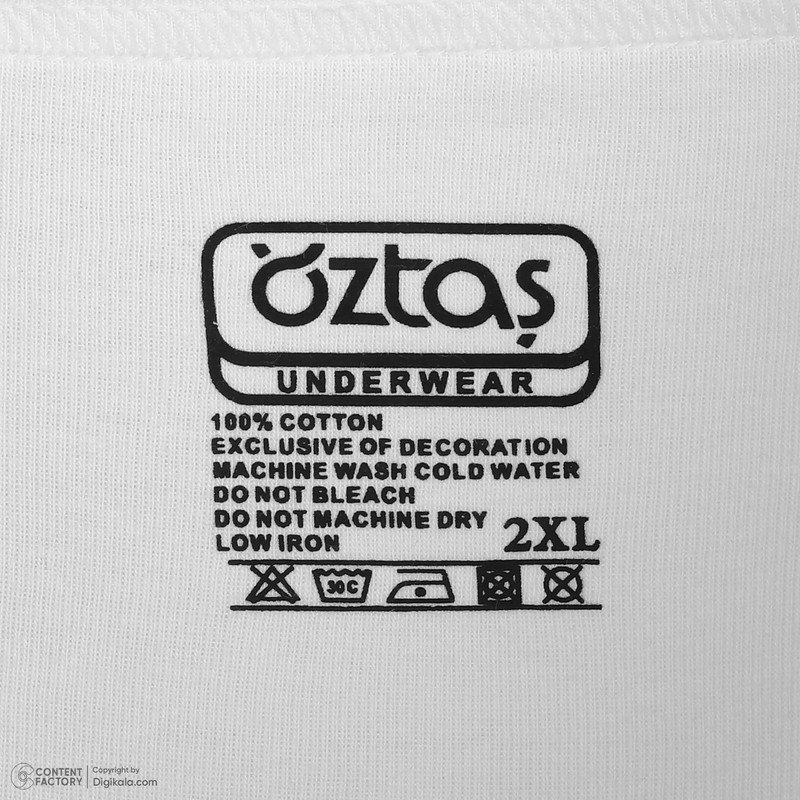 öztaş
UNDERWEAR
100% COTTON
EXCLUSIVE OF DECORATION
MACHINE WASH COLD WATER
DO NOT BLEACH
DO NOT MACHINE DRY
LOW IRON
2XL
30C
CONTENT FACTORY
Copyright by
Digikala.com